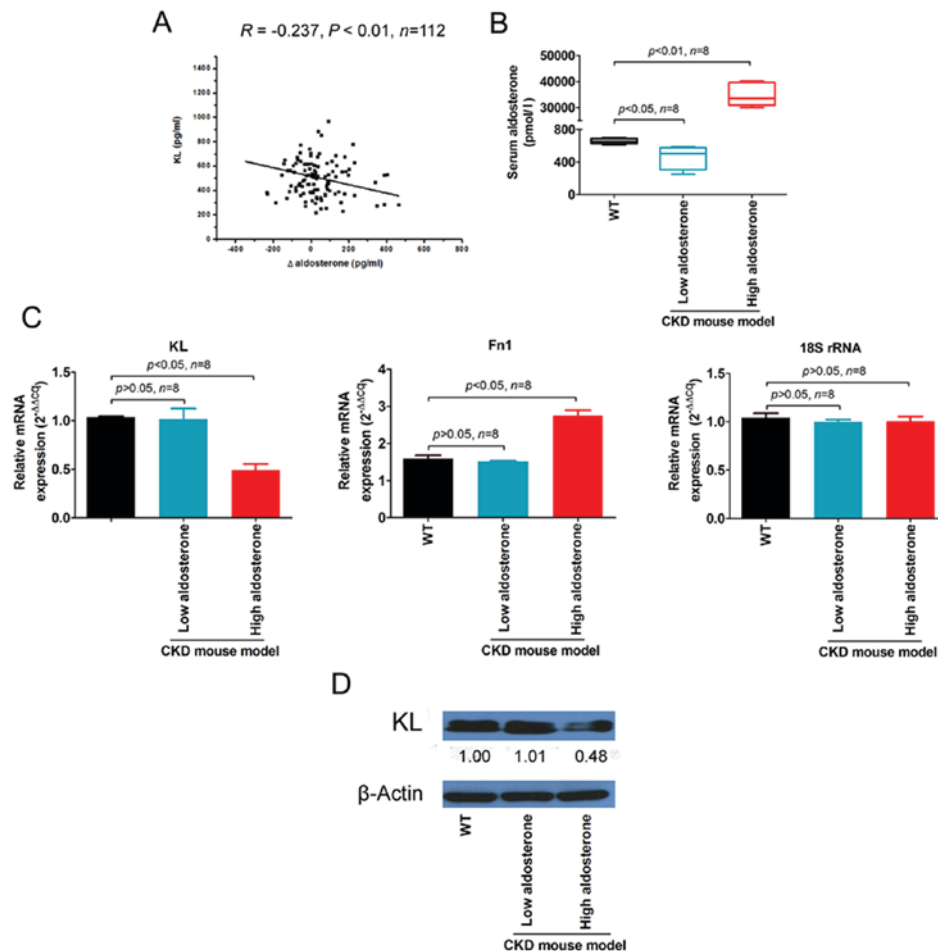 A
R = -0.237, P < 0.01, n=112
KL (pg/ml)
1400
1200
1000
800
600
400
200
0
-400 -200 0 200 400 600 800
Δ aldosterone (pg/ml)
B
Serum aldosterone
(pmol/l)
50000
40000
30000
800
400
0
p<0.01, n=8
p<0.05, n=8
WT
Low aldosterone
High aldosterone
CKD mouse model
C
KL
Relative mRNA
expression (2-ΔΔCQ)
1.5
1.0
0.5
0.0
p<0.05, n=8
p>0.05, n=8
Low aldosterone
High aldosterone
CKD mouse model
Fn1
Relative mRNA
expression (2-ΔΔCQ)
4
3
2
1
0
p<0.05, n=8
p>0.05, n=8
WT
Low aldosterone
High aldosterone
CKD mouse model
18S rRNA
Relative mRNA
expression (2-ΔΔCQ)
1.5
1.0
0.5
0.0
p>0.05, n=8
p>0.05, n=8
WT
Low aldosterone
High aldosterone
CKD mouse model
D
KL
1.00 1.01 0.48
β-Actin
WT
Low aldosterone
High aldosterone
CKD mouse model